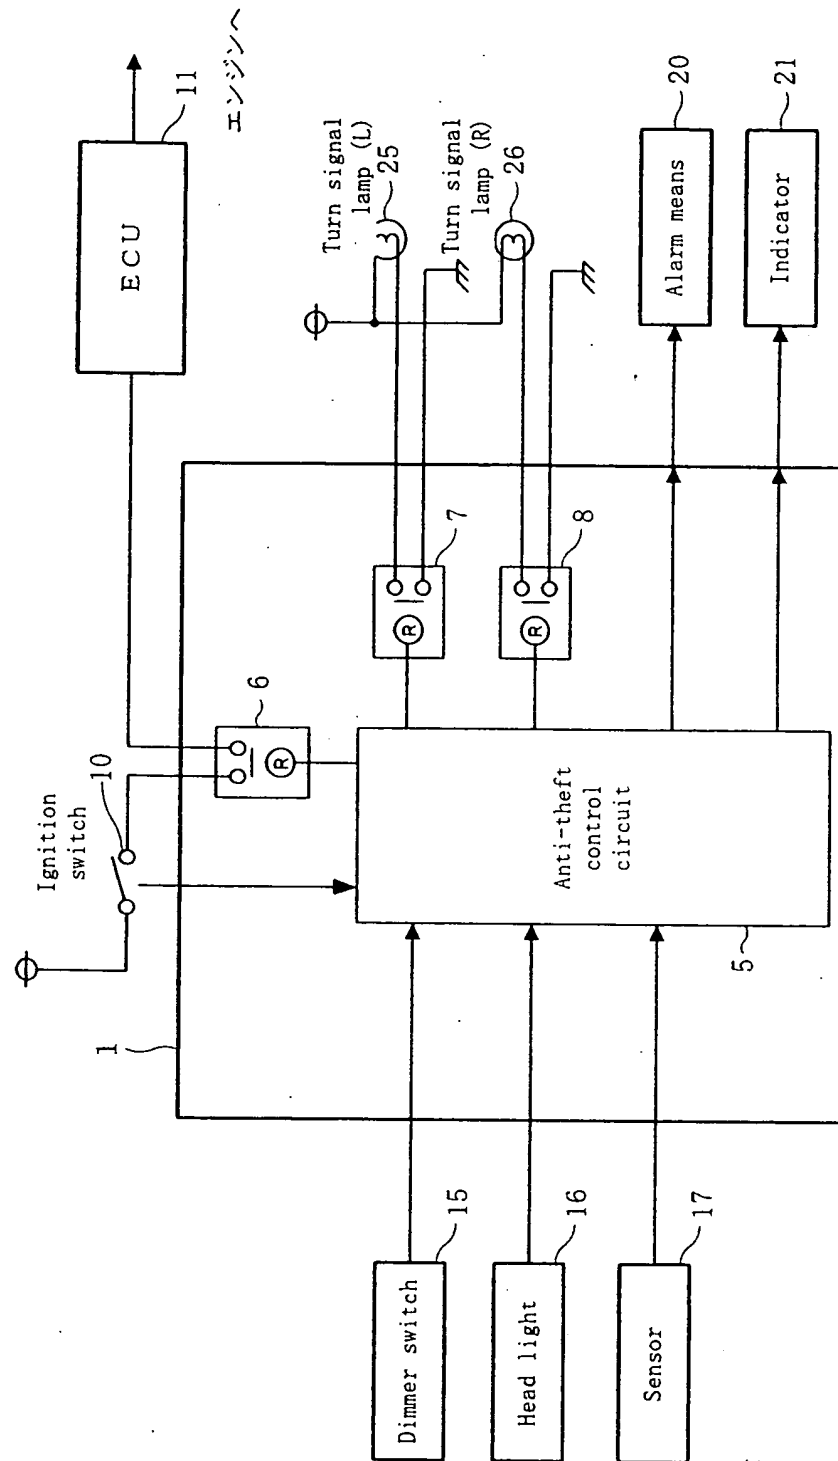 エンジンへ
11
ECU
Ignition
switch
10
6
R
1
Turn signal
lamp (L)
25
Turn signal
lamp (R)
26
7
R
8
R
Anti-theft
control
circuit
5
Dimmer switch
15
Head light
16
Sensor
17
Alarm means
20
Indicator
21